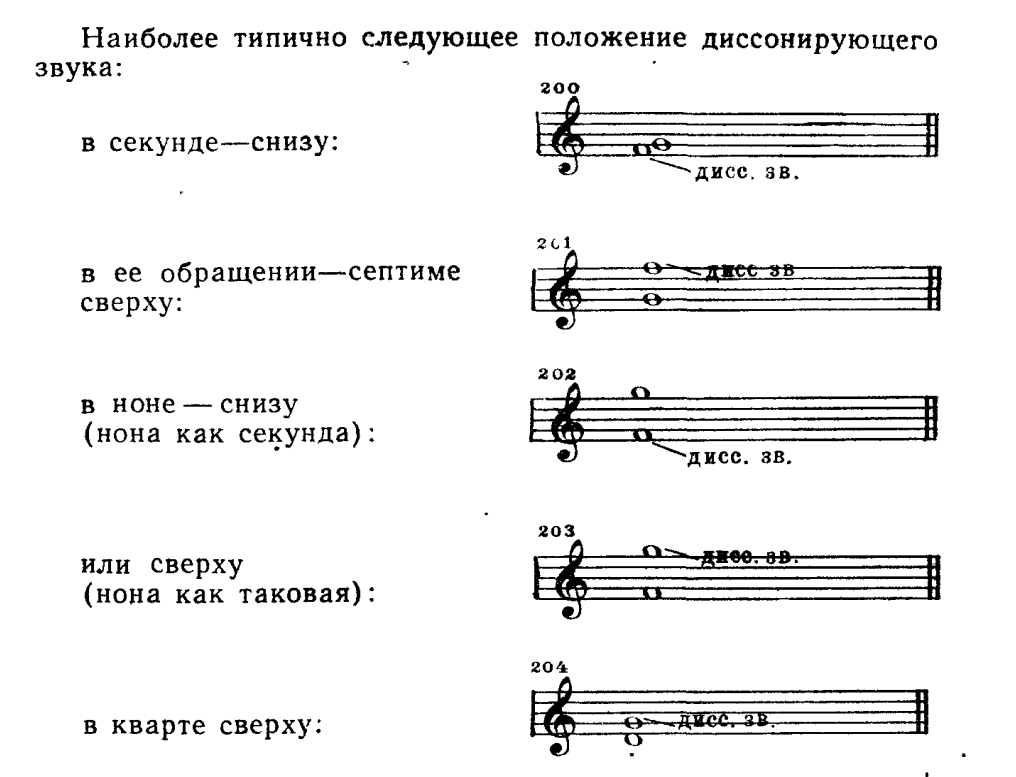 Наиболее типично следующее положение диссонирующего
звука:
200
в секунде—снизу:
дисс. зв.
201
в ее обращении—септиме
сверху:
дисс зв
202
в ноне — снизу
(нона как секунда):
дисс. зв.
203
или сверху
(нона как таковая):
дисс. зв.
204
в кварте сверху:
дисс. зв.